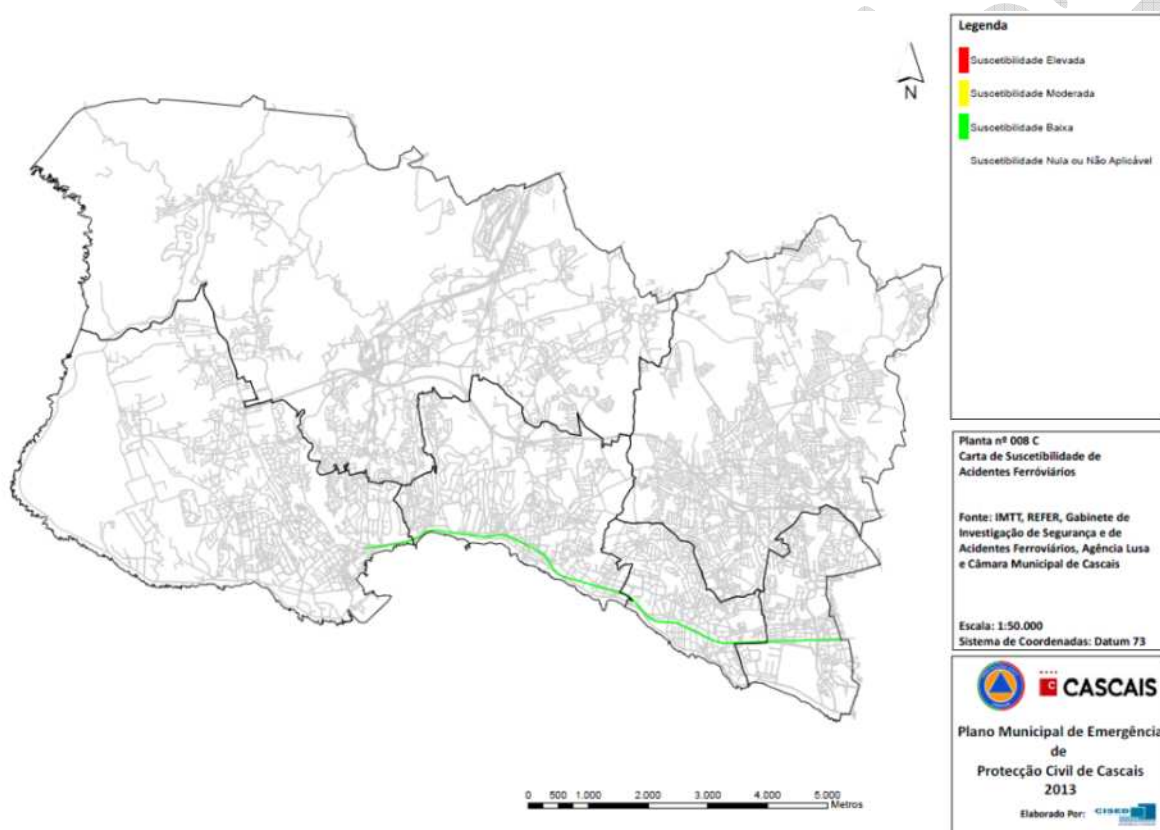 Legenda
Suscetibilidade Elevada
Suscetibilidade Moderada
Suscetibilidade Baixa
Suscetibilidade Nula ou Não Aplicável
N
Planta nº 008 C
Carta de Suscetibilidade de
Acidentes Ferróviários
Fonte: IMTT, REFER, Gabinete de
Investigação de Segurança e de
Acidentes Ferroviários, Agência Lusa
e Câmara Municipal de Cascais
Escala: 1:50.000
Sistema de Coordenadas: Datum 73
C CASCAIS
Plano Municipal de Emergência
de
Protecção Civil de Cascais
2013
Elaborado Por: CISED
0 500 1.000 2.000 3.000 4.000 5.000
Metros